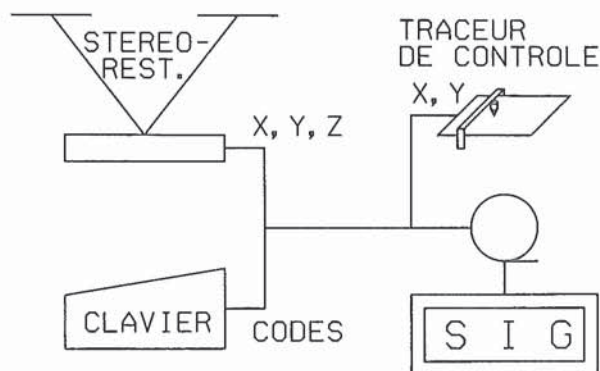 STEREO-
REST.
TRACEUR
DE CONTROLE
X, Y
X, Y, Z
CLAVIER
CODES
S I G